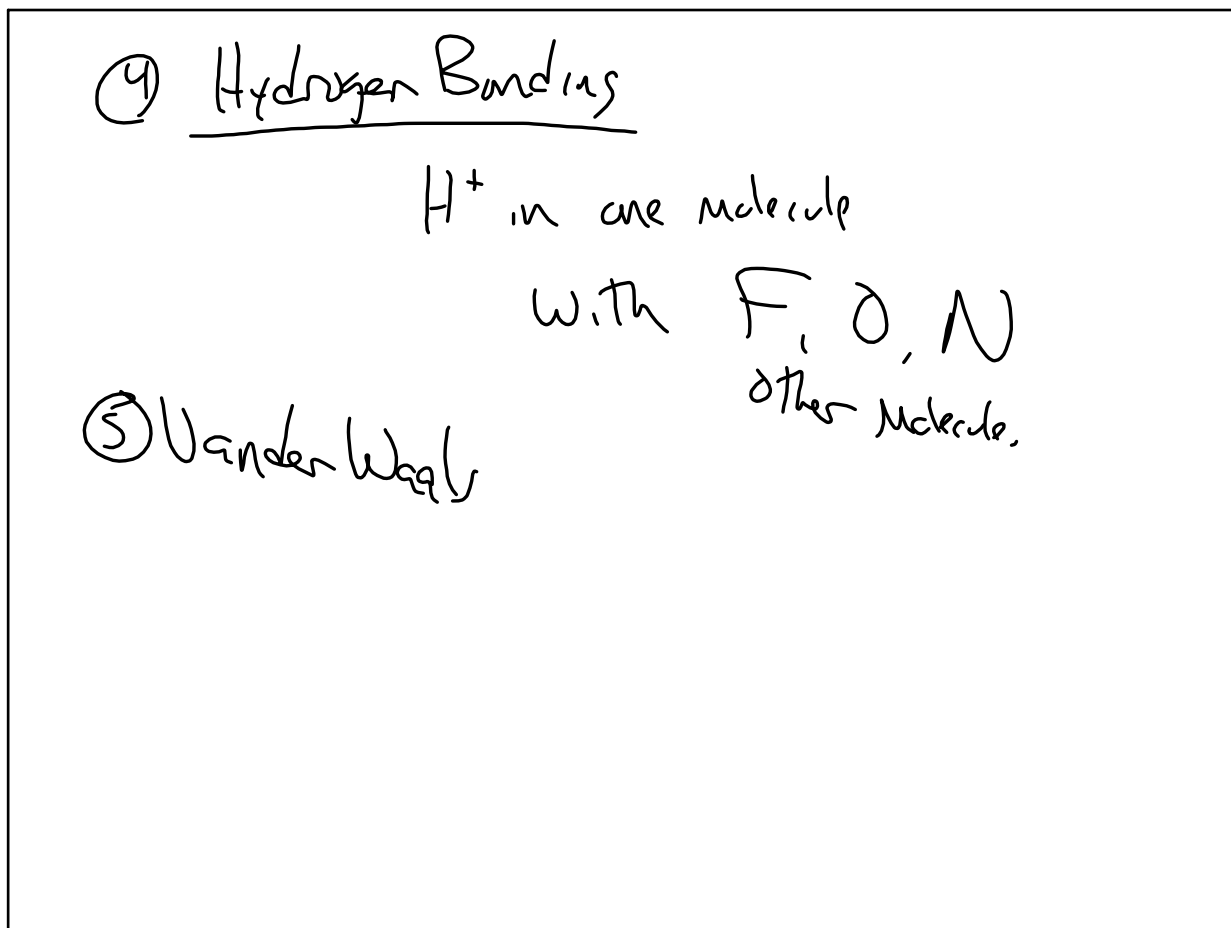 ④ Hydrogen Bonding
H⁺ in one molecule
with F, O, N
other molecule.
⑤ Vander Waals